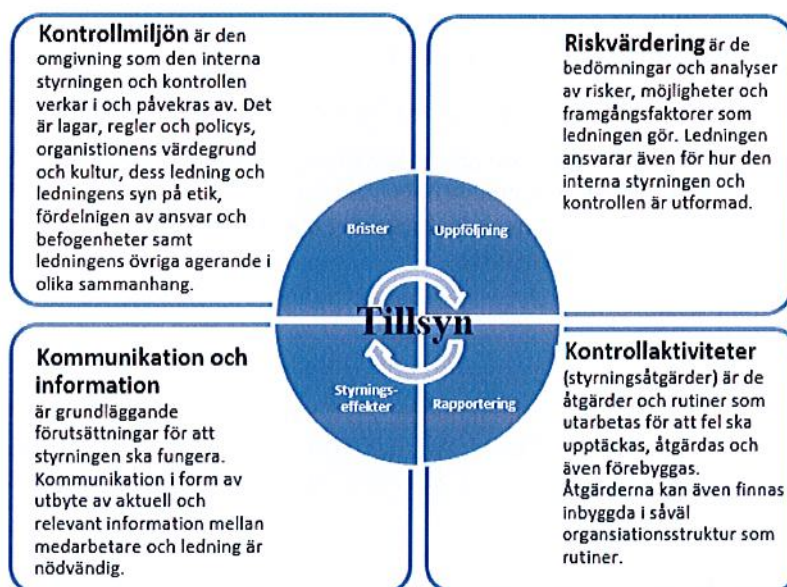 Kontrollmiljön är den
omgivning som den interna
styrningen och kontrollen
verkar i och påvekras av. Det
är lagar, regler och policys,
organistionens värdegrund
och kultur, dess ledning och
ledningens syn på etik,
fördelnigen av ansvar och
befogenheter samt
ledningens övriga agerande i
olika sammanhang.
Riskvärdering är de
bedömningar och analyser
av risker, möjligheter och
framgångsfaktorer som
ledningen gör. Ledningen
ansvarar även för hur den
interna styrningen och
kontrollen är utformad.
Brister
Uppföljning
Tillsyn
Styrnings-
effekter
Rapportering
Kommunikation och
information
är grundläggande
förutsättningar för att
styrningen ska fungera.
Kommunikation i form av
utbyte av aktuell och
relevant information mellan
medarbetare och ledning är
nödvändig.
Kontrollaktiviteter
(styrningsåtgärder) är de
åtgärder och rutiner som
utarbetas för att fel ska
upptäckas, åtgärdas och
även förebyggas.
Åtgärderna kan även finnas
inbyggda i såväl
organsiationsstruktur som
rutiner.